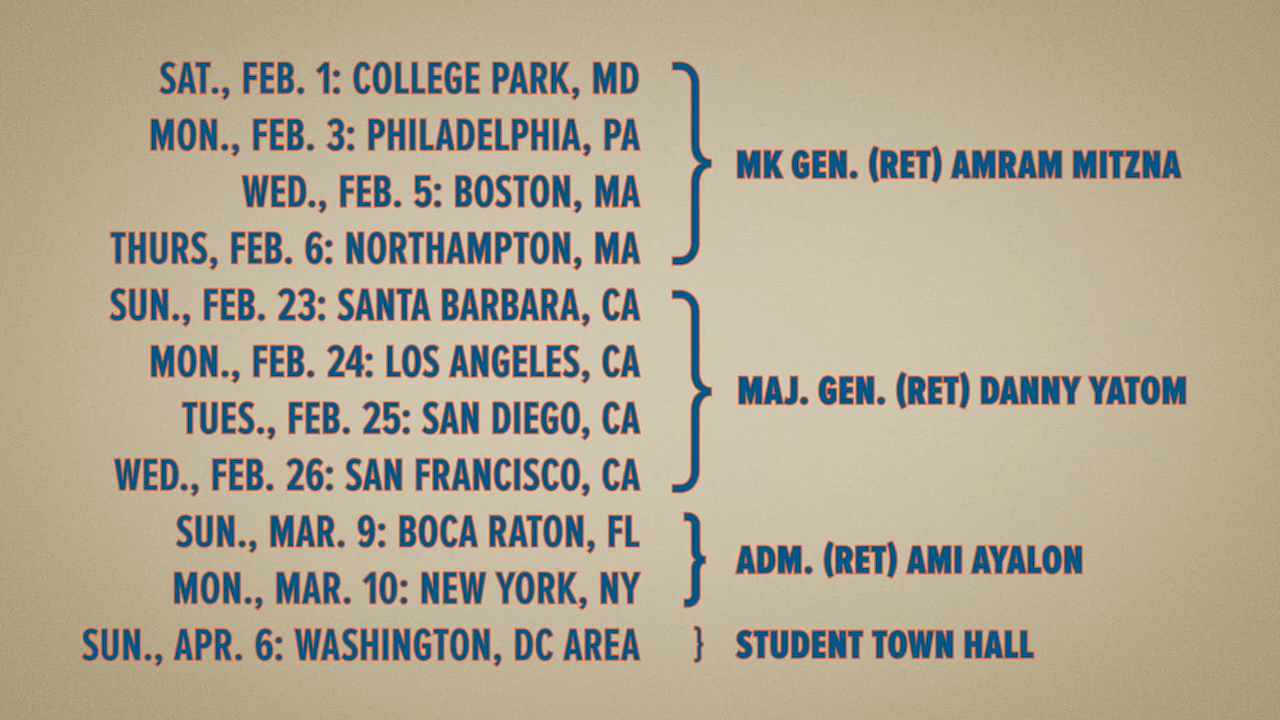 SAT., FEB. 1: COLLEGE PARK, MD
MON., FEB. 3: PHILADELPHIA, PA
WED., FEB. 5: BOSTON, MA
THURS, FEB. 6: NORTHAMPTON, MA
} MK GEN. (RET) AMRAM MITZNA
SUN., FEB. 23: SANTA BARBARA, CA
MON., FEB. 24: LOS ANGELES, CA
TUES., FEB. 25: SAN DIEGO, CA
WED., FEB. 26: SAN FRANCISCO, CA
} MAJ. GEN. (RET) DANNY YATOM
SUN., MAR. 9: BOCA RATON, FL
MON., MAR. 10: NEW YORK, NY
} ADM. (RET) AMI AYALON
SUN., APR. 6: WASHINGTON, DC AREA
} STUDENT TOWN HALL